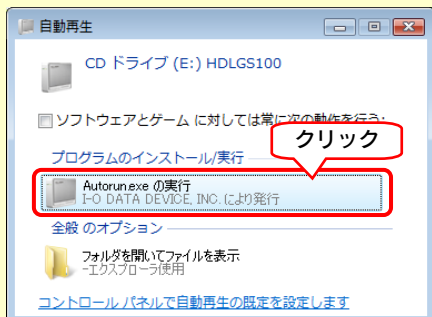 自動再生
CD ドライブ (E:) HDLGS100
ソフトウェアとゲーム に対しては常に次の動作を行う:
クリック
プログラムのインストール/実行
Autorun.exe の実行
I-O DATA DEVICE, INC. により発行
全般 のオプション
フォルダを開いてファイルを表示
-エクスプローラ使用
コントロール パネルで自動再生の既定を設定します